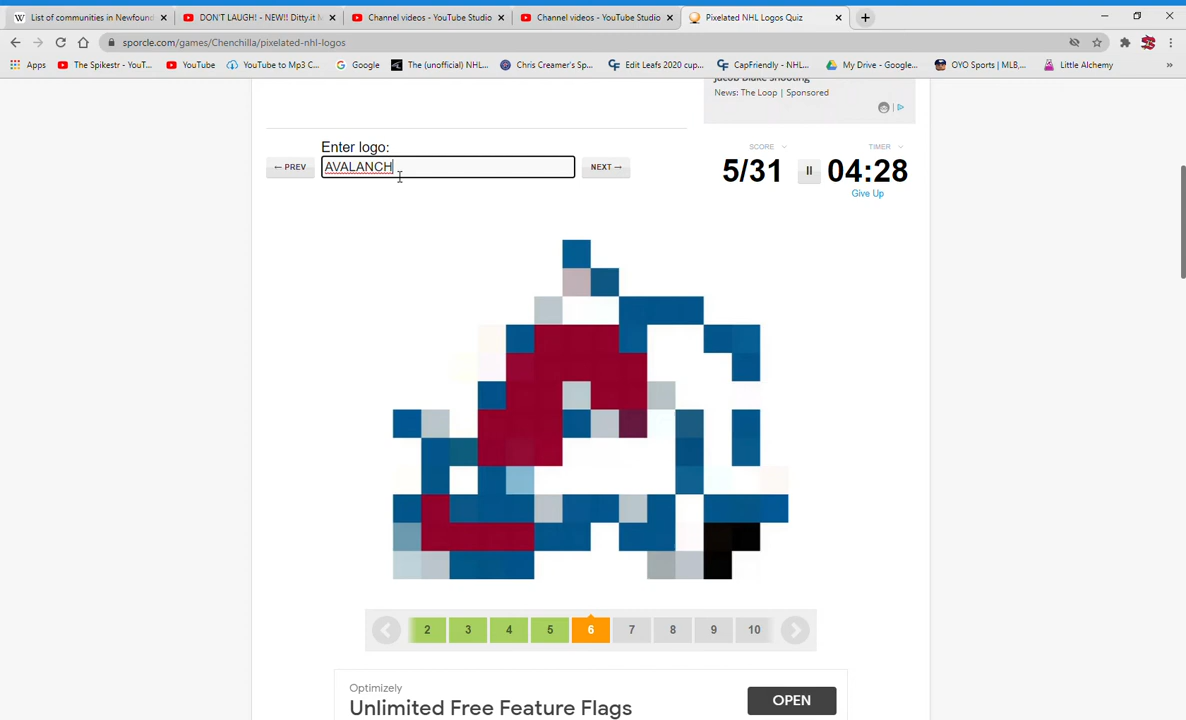 List of communities in Newfound
DON'T LAUGH! - NEW!! Ditty.it M
Channel videos - YouTube Studio
Channel videos - YouTube Studio
Pixelated NHL Logos Quiz
sporcle.com/games/Chenchilla/pixelated-nhl-logos
Apps
The Spikestr - YouT...
YouTube
YouTube to Mp3 C...
Google
The (unofficial) NHL...
Chris Creamer's Sp...
Edit Leafs 2020 cup...
CapFriendly - NHL...
My Drive - Google...
OYO Sports | MLB,...
Little Alchemy
»
Jacob Blake shooting
News: The Loop | Sponsored
Enter logo:
← PREV
AVALANCH
NEXT →
SCORE
TIMER
5/31
04:28
Give Up
2
3
4
5
6
7
8
9
10
Optimizely
Unlimited Free Feature Flags
OPEN